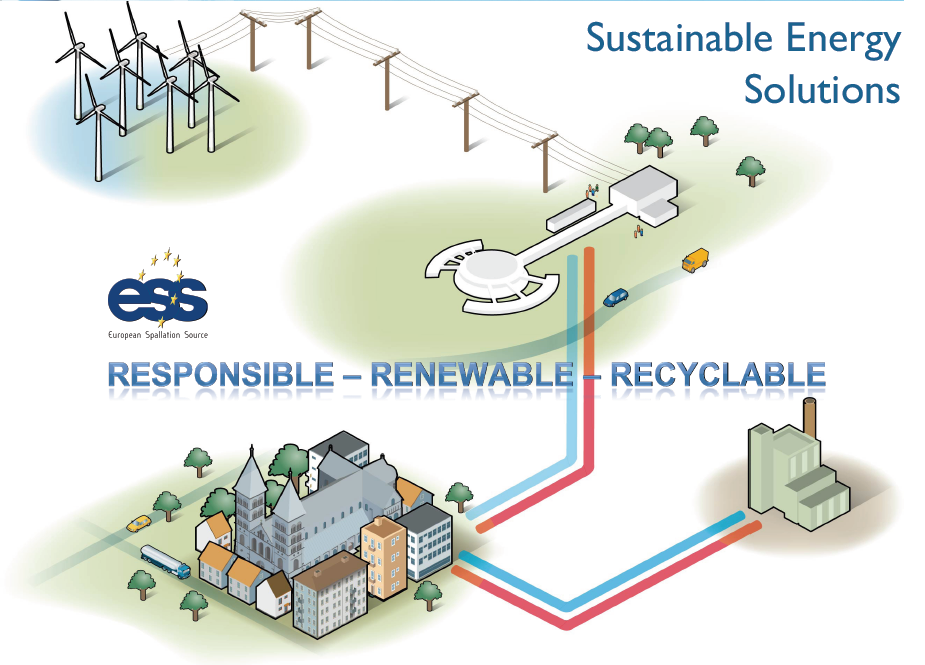 Sustainable Energy
Solutions
ess
European Spallation Source
RESPONSIBLE – RENEWABLE – RECYCLABLE